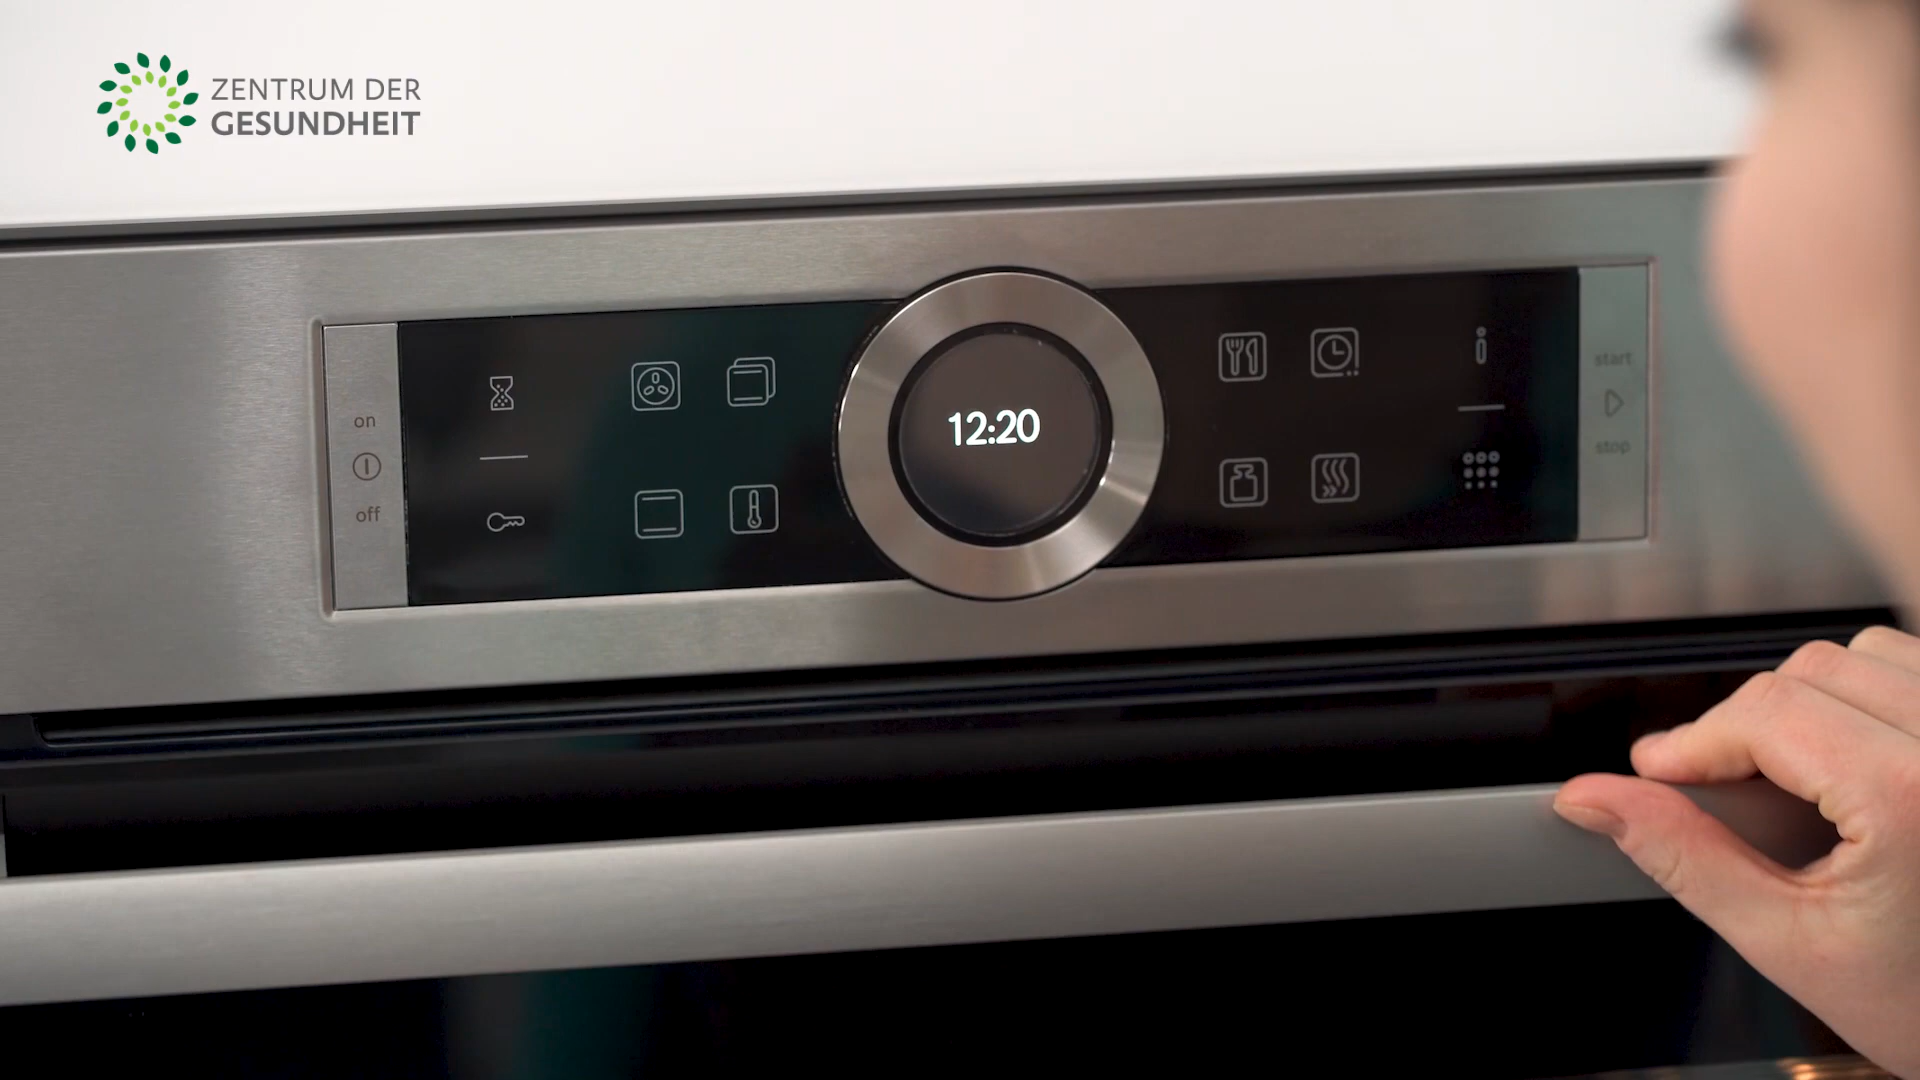 ZENTRUM DER
GESUNDHEIT
on
off
12:20
start
stop